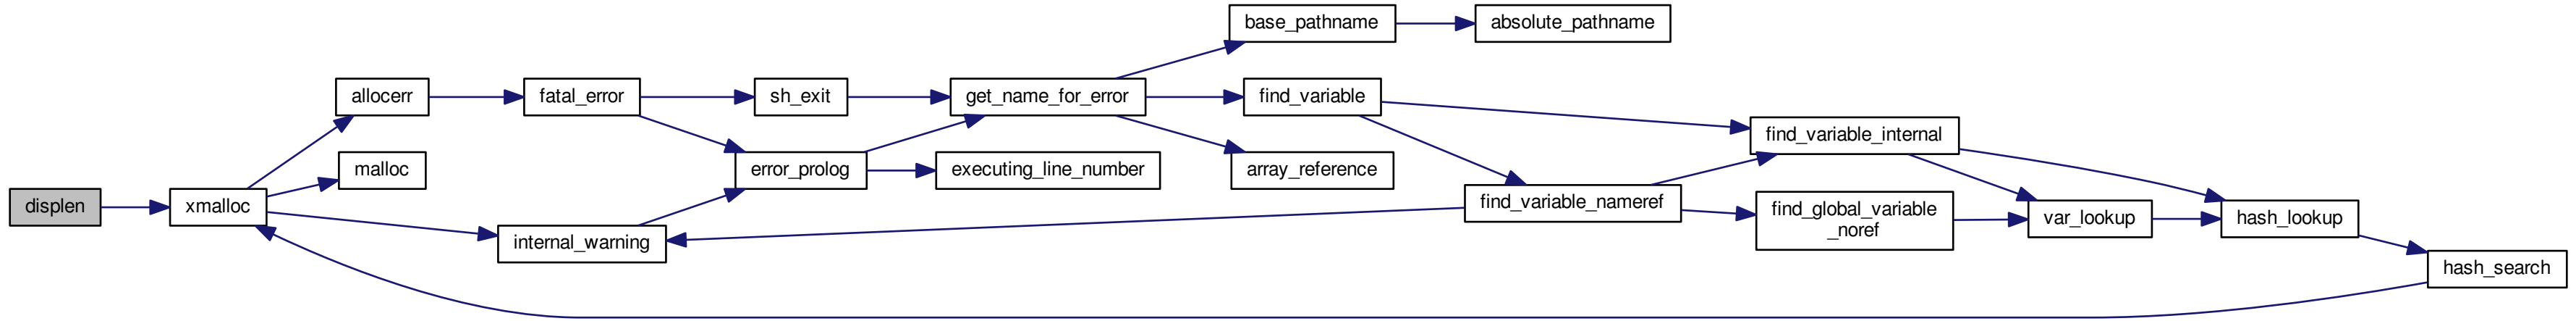 displen
xmalloc
allocerr
malloc
internal_warning
fatal_error
sh_exit
error_prolog
get_name_for_error
executing_line_number
base_pathname
absolute_pathname
find_variable
array_reference
find_variable_nameref
find_variable_internal
find_global_variable
_noref
var_lookup
hash_lookup
hash_search